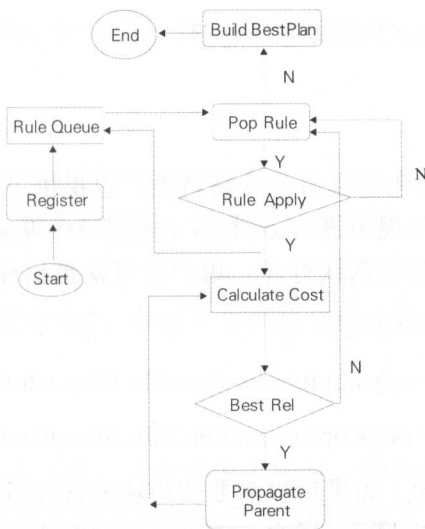 End
Build BestPlan
N
Rule Queue
Pop Rule
Y
N
Register
Rule Apply
Y
Start
Calculate Cost
N
Best Rel
Y
Propagate
Parent